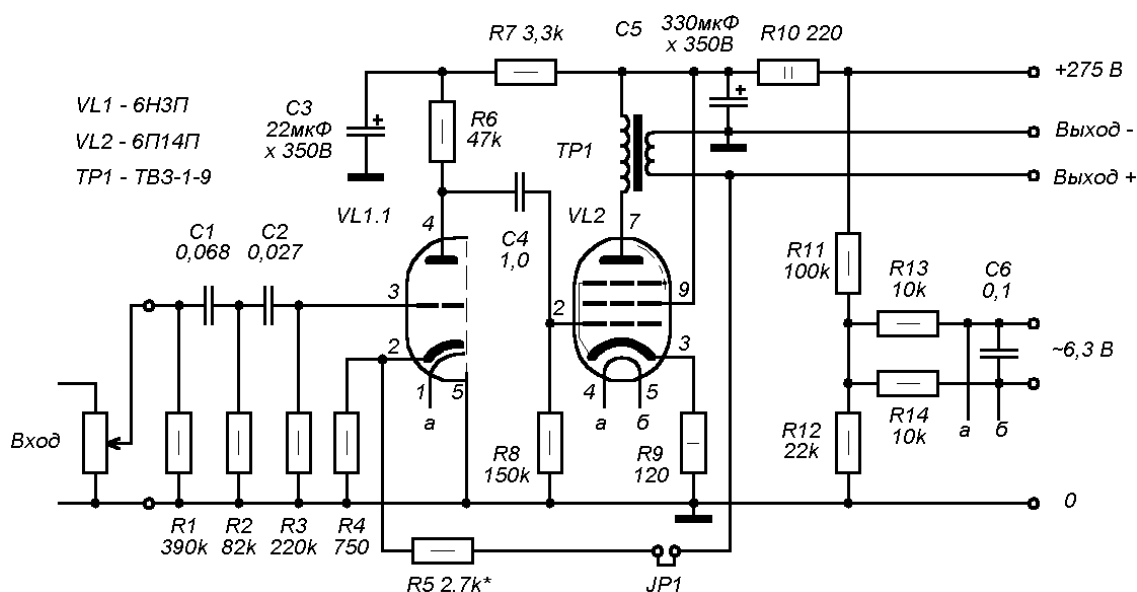 R7 3,3k
C5
330мкФ
х 350В
R10 220
+275 В
VL1 - 6Н3П
VL2 - 6П14П
ТР1 - ТВЗ-1-9
C3
22мкФ
х 350В
+
R6
47k
ТР1
+
Выход -
Выход +
VL1.1
4
C4
1,0
VL2
7
C1
0,068
C2
0,027
3
2
1
5
а
2
9
3
4
5
а
б
R11
100k
R13
10k
C6
0,1
~6,3 В
R14
10k
а
б
Вход
R8
150k
R9
120
R12
22k
0
R1
390k
R2
82k
R3
220k
R4
750
R5 2,7k*
JP1